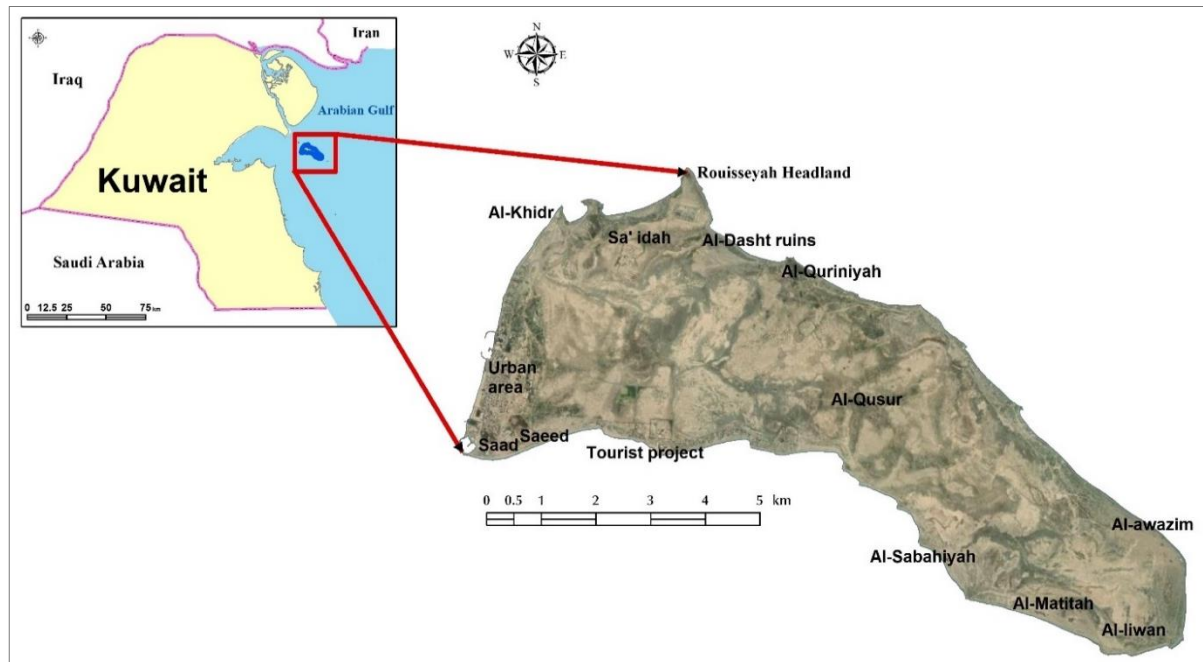 Iran
Iraq
Arabian Gulf
Kuwait
Saudi Arabia
0 12.5 25 50 75 km
N
W E
S
Rouisseyah Headland
Al-Khidr
Sa' idah
Al-Dasht ruins
Al-Quriniyah
Urban
area
Al-Qusur
Saeed
Saad
Tourist project
0 0.5 1 2 3 4 5 km
Al-awazim
Al-Sabahiyah
Al-Matitah
Al-liwan